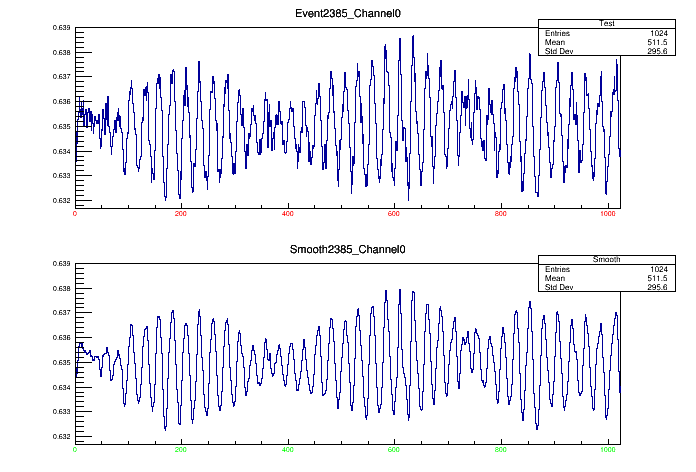 Event2385_Channel0
Test
Entries 1024
Mean 511.5
Std Dev 295.6
0.639
0.638
0.637
0.636
0.635
0.634
0.633
0.632
0 200 400 600 800 1000
Smooth2385_Channel0
Smooth
Entries 1024
Mean 511.5
Std Dev 295.6
0.639
0.638
0.637
0.636
0.635
0.634
0.633
0.632
0 200 400 600 800 1000